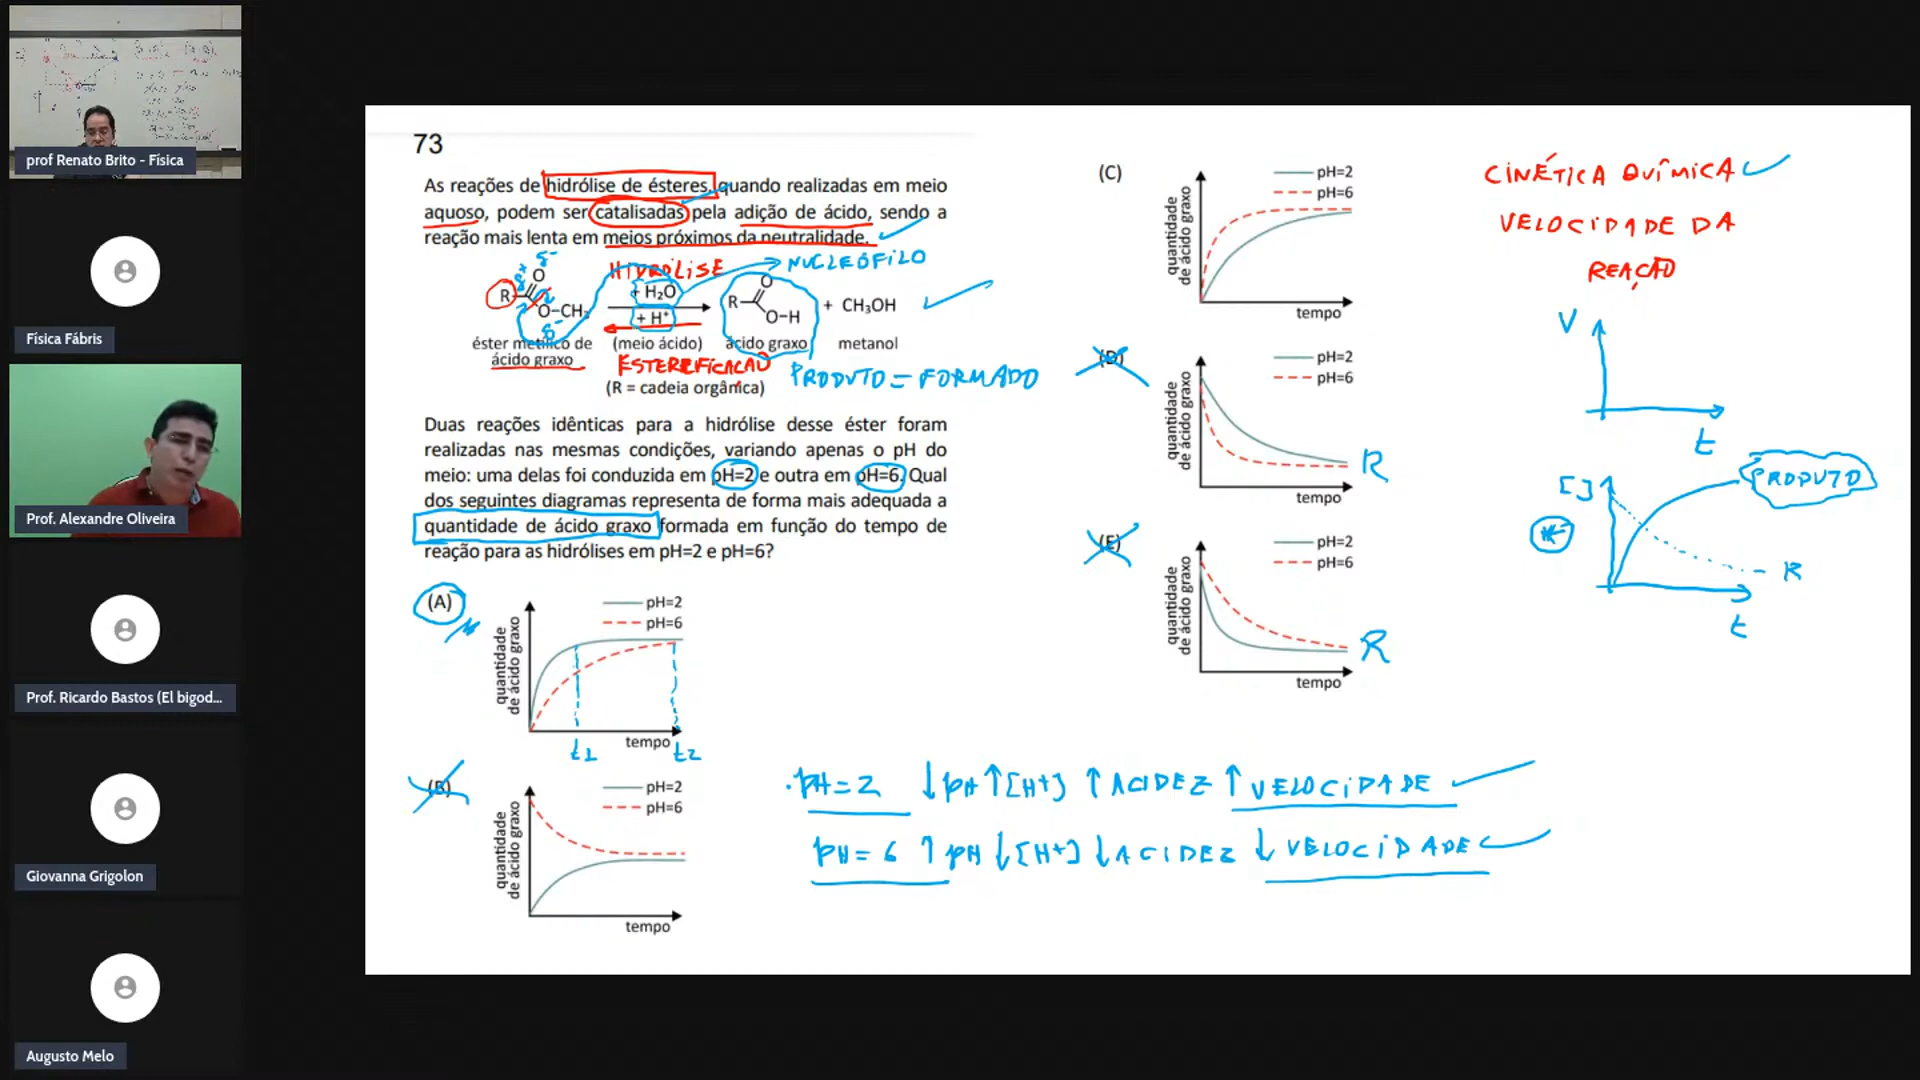 prof Renato Brito - Física
Física Fábris
Prof. Alexandre Oliveira
Prof. Ricardo Bastos (El bigod...
Giovanna Grigolon
Augusto Melo
73
As reações de hidrólise de ésteres, quando realizadas em meio
aquoso, podem ser catalisadas pela adição de ácido, sendo a
reação mais lenta em meios próximos da neutralidade.
HIDRÓLISE
NUCLEÓFILO
δ+
δ-
O
R
O–CH3
δ-
+ H₂O
+ H⁺
R
O
O–H
+ CH₃OH
éster metílico de
ácido graxo
(meio ácido)
ácido graxo
metanol
ESTERIFICAÇÃO
PRODUTO = FORMADO
(R = cadeia orgânica)
Duas reações idênticas para a hidrólise desse éster foram
realizadas nas mesmas condições, variando apenas o pH do
meio: uma delas foi conduzida em pH=2 e outra em pH=6. Qual
dos seguintes diagramas representa de forma mais adequada a
quantidade de ácido graxo formada em função do tempo de
reação para as hidrólises em pH=2 e pH=6?
(A)
pH=2
pH=6
quantidade
de ácido graxo
tempo
t1
t2
(B)
pH=2
pH=6
quantidade
de ácido graxo
tempo
(C)
pH=2
pH=6
quantidade
de ácido graxo
tempo
(D)
pH=2
pH=6
quantidade
de ácido graxo
R
tempo
(E)
pH=2
pH=6
quantidade
de ácido graxo
R
tempo
CINÉTICA QUÍMICA
VELOCIDADE DA
REAÇÃO
V
t
[ ]
PRODUTO
R
t
pH = 2 ↓ pH ↑ [H+] ↑ ACIDEZ ↑ VELOCIDADE
pH = 6 ↑ pH ↓ [H+] ↓ ACIDEZ ↓ VELOCIDADE